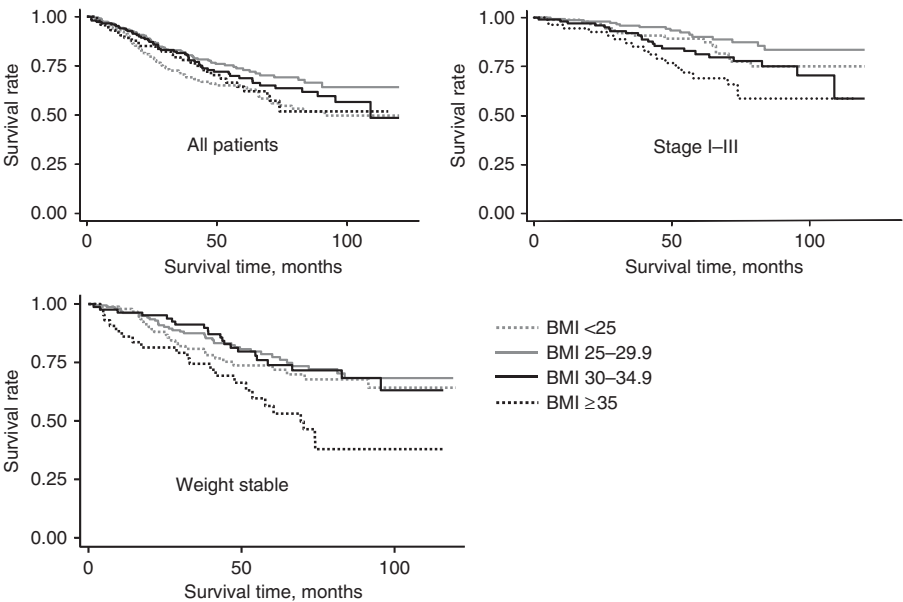 1.00
0.75
0.50
0.25
0.00
Survival rate
All patients
0 50 100
Survival time, months
1.00
0.75
0.50
0.25
0.00
Survival rate
Stage I–III
0 50 100
Survival time, months
1.00
0.75
0.50
0.25
0.00
Survival rate
Weight stable
0 50 100
Survival time, months
BMI <25
BMI 25–29.9
BMI 30–34.9
BMI ≥35